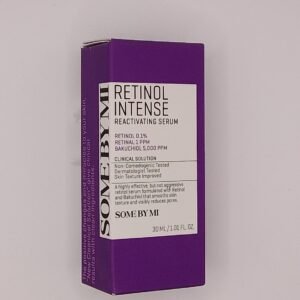 RETINOL
INTENSE
REACTIVATING SERUM
RETINOL 0.1%
RETINAL 1 PPM
BAKUCHIOL 5,000 PPM
CLINICAL SOLUTION
Non-Comedogenic Tested
Dermatologist Tested
Skin Texture Improved
A highly effective, but not aggressive
retinol serum formulated with Retinol
and Bakuchiol that smooths skin
texture and visibly reduces pores.
SOME BY MI
30 ML / 1.01 FL. OZ.
SOME BY MI